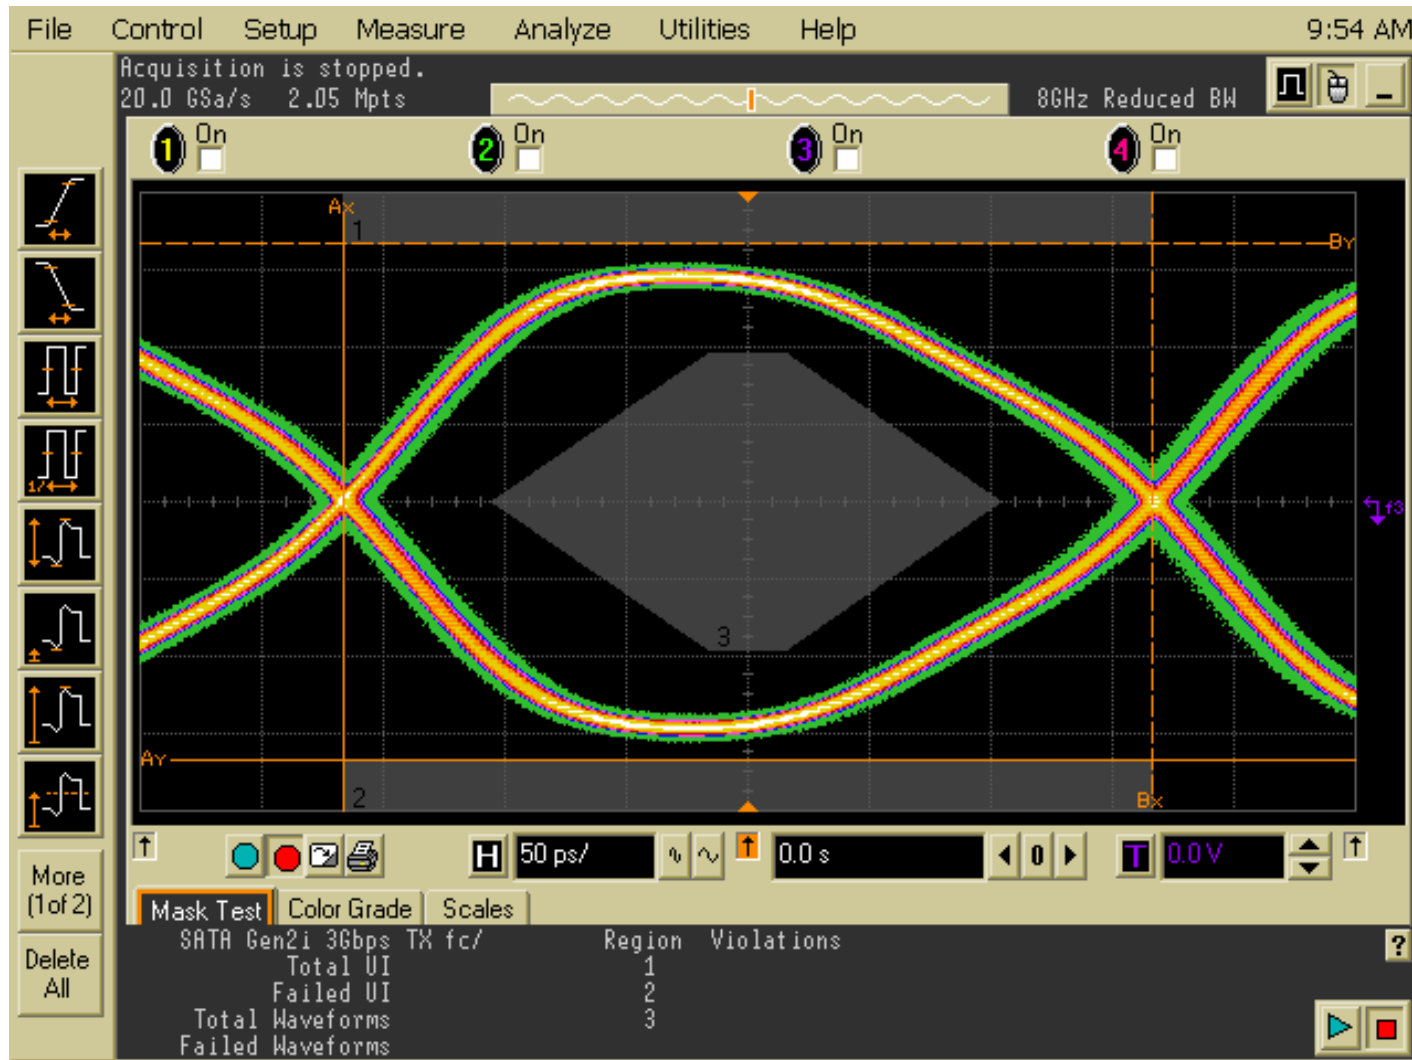 File Control Setup Measure Analyze Utilities Help 9:54 AM
Acquisition is stopped.
20.0 GSa/s 2.05 Mpts 8GHz Reduced BW
1 On 2 On 3 On 4 On
Ax
1
By
f3
3
Ay
2
Bx
H 50 ps/ 0.0 s 0 T 0.0 V
More
(1 of 2)
Delete
All
Mask Test Color Grade Scales
SATA Gen2i 3Gbps TX fc/ Region Violations
Total UI 1
Failed UI 2
Total Waveforms 3
Failed Waveforms
?